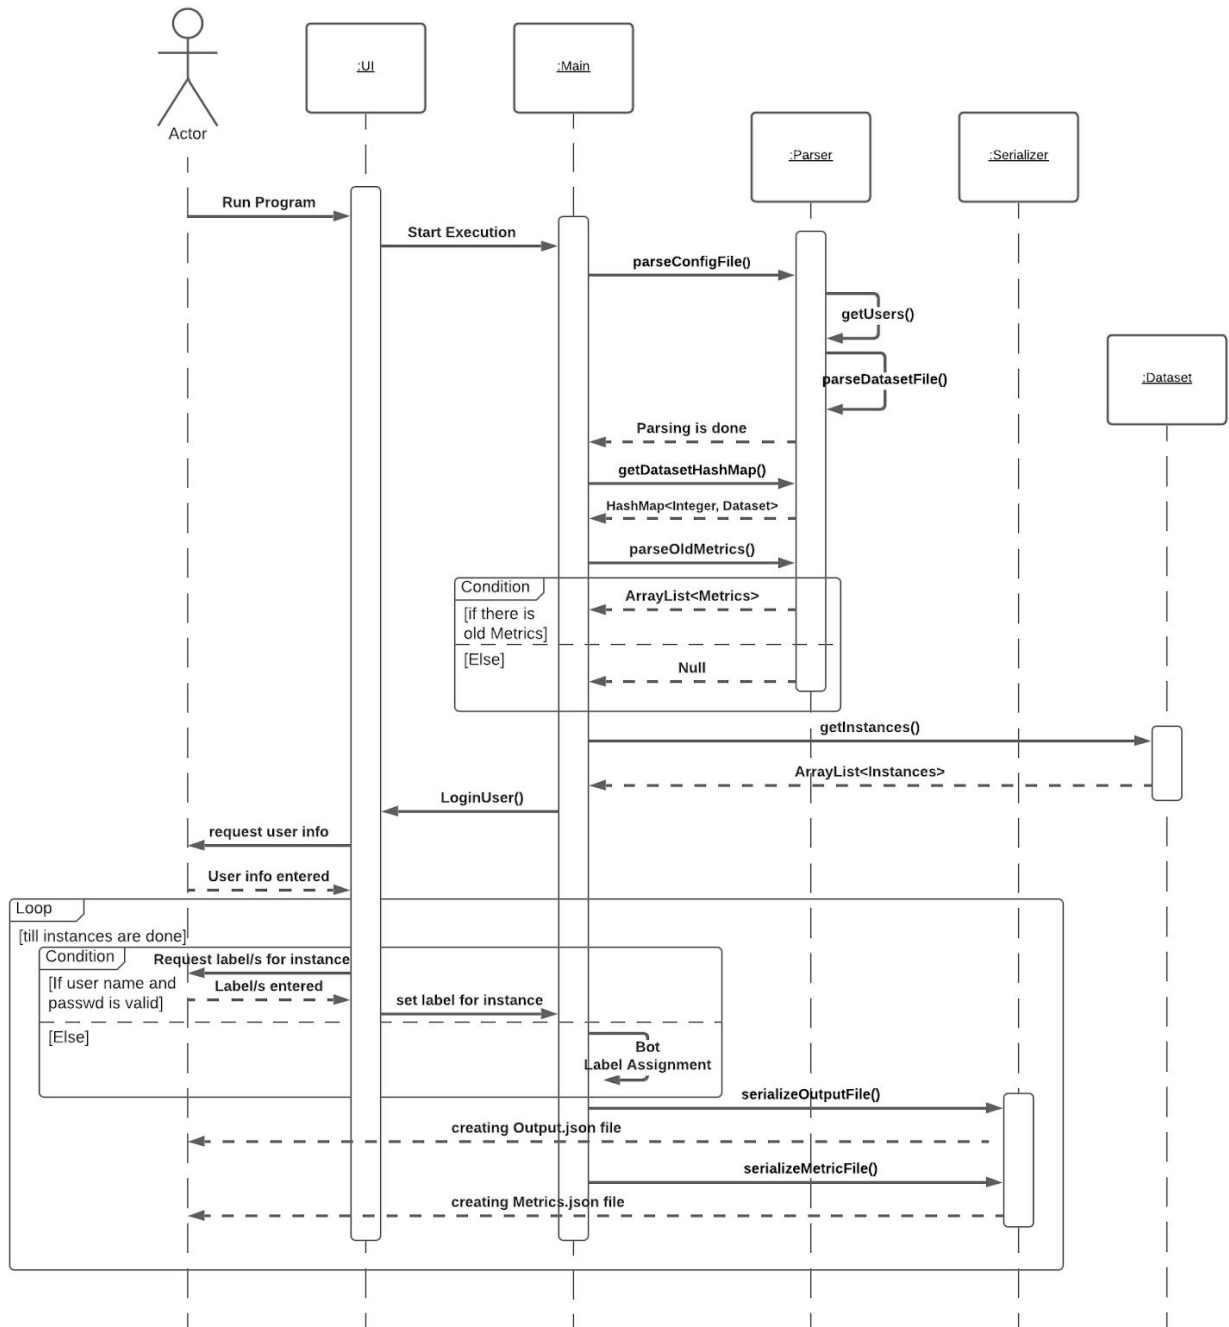 Actor
:UI
:Main
:Parser
:Serializer
Run Program
Start Execution
parseConfigFile()
getUsers()
:Dataset
parseDatasetFile()
Parsing is done
getDatasetHashMap()
HashMap<Integer, Dataset>
parseOldMetrics()
Condition
ArrayList<Metrics>
[if there is
old Metrics]
[Else]
Null
getInstances()
ArrayList<Instances>
LoginUser()
request user info
User info entered
Loop
[till instances are done]
Condition
Request label/s for instance
[If user name and
passwd is valid]
Label/s entered
set label for instance
[Else]
Bot
Label Assignment
serializeOutputFile()
creating Output.json file
serializeMetricFile()
creating Metrics.json file